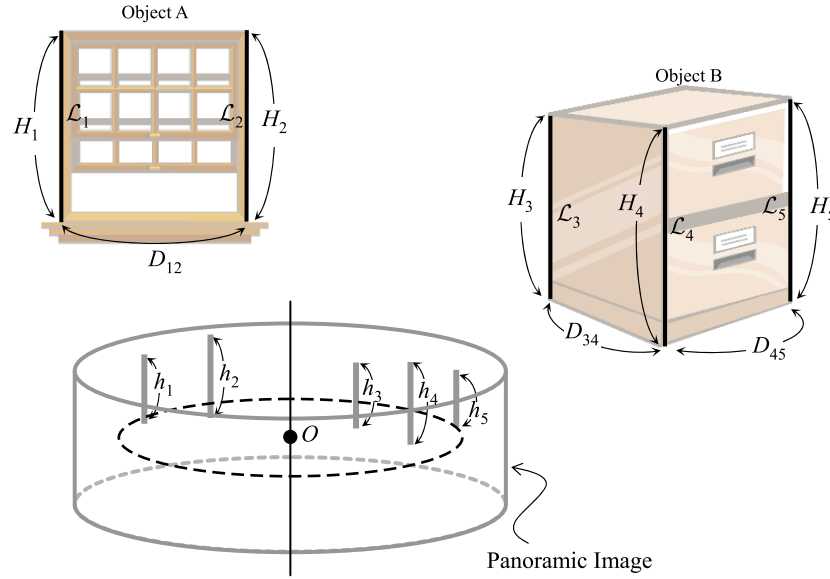 Object A
H₁
ℒ₁
ℒ₂
H₂
D₁₂
Object B
H₃
ℒ₃
H₄
ℒ₄
ℒ₅
D₃₄
D₄₅
h₁
h₂
h₃
h₄
h₅
O
Panoramic Image